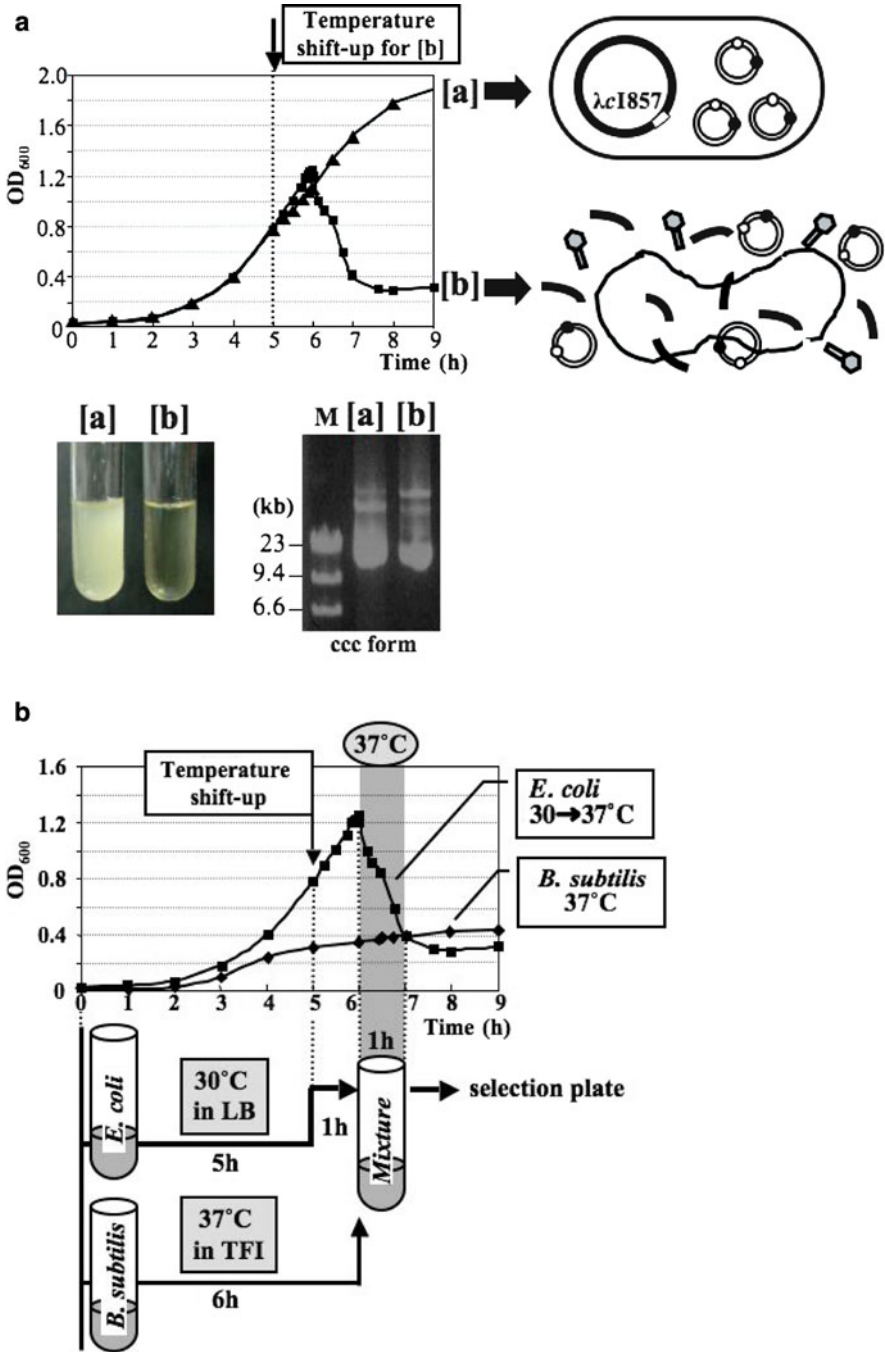 a
Temperature
shift-up for [b]
2.0
1.6
1.2
0.8
0.4
0
OD600
0 1 2 3 4 5 6 7 8 9
Time (h)
[a]
λcI857
[b]
[a] [b]
M [a] [b]
(kb)
23
9.4
6.6
ccc form
b
37°C
Temperature
shift-up
1.6
1.2
0.8
0.4
0
OD600
0 1 2 3 4 5 6 7 8 9
Time (h)
E. coli
30→37°C
B. subtilis
37°C
1h
E. coli
30°C
in LB
5h
1h
Mixture
selection plate
B. subtilis
37°C
in TFI
6h